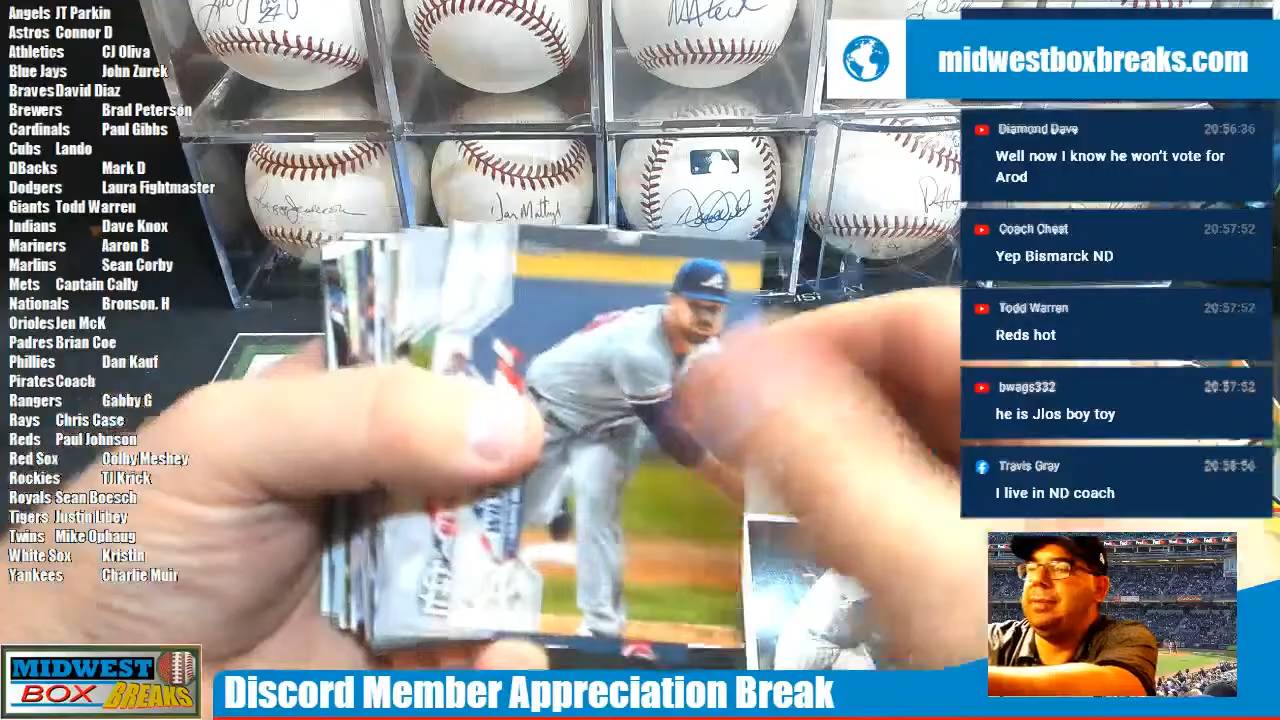 Angels JT Parkin
Astros Connor D
Athletics CJ Oliva
Blue Jays John Zurek
Braves David Diaz
Brewers Brad Peterson
Cardinals Paul Gibbs
Cubs Lando
DBacks Mark D
Dodgers Laura Fightmaster
Giants Todd Warren
Indians Dave Knox
Mariners Aaron B
Marlins Sean Corby
Mets Captain Cally
Nationals Bronson. H
Orioles Jen McK
Padres Brian Coe
Phillies Dan Kauf
Pirates Coach
Rangers Gabby G
Rays Chris Case
Reds Paul Johnson
Red Sox Colby Meshey
Rockies TJ Krick
Royals Sean Boesch
Tigers Justin Libey
Twins Mike Ophaug
White Sox Kristin
Yankees Charlie Muir
midwestboxbreaks.com
Diamond Dave 20:56:36
Well now I know he won't vote for
Arod
Coach Chest 20:57:52
Yep Bismarck ND
Todd Warren 20:57:52
Reds hot
bwags332 20:57:52
he is Jlos boy toy
Travis Gray 20:58:56
I live in ND coach
MIDWEST
BOX BREAKS
Discord Member Appreciation Break